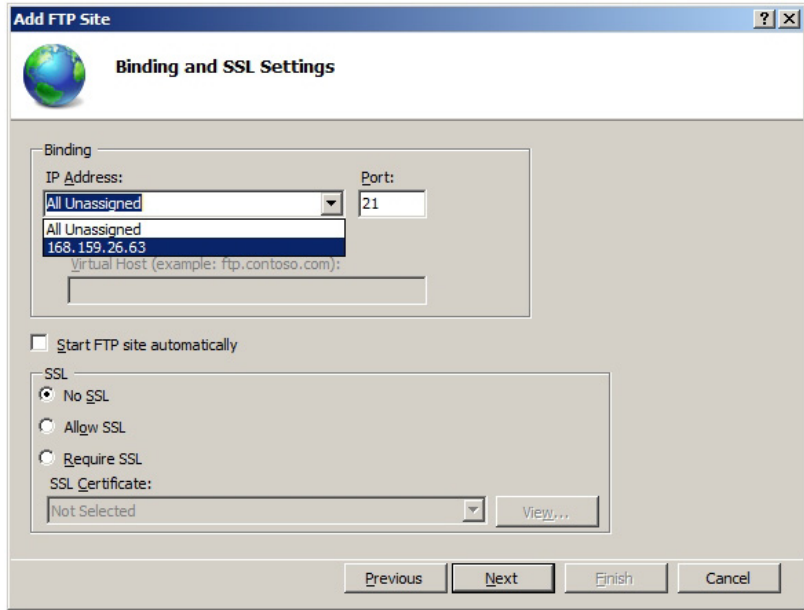 Add FTP Site
Binding and SSL Settings
Binding
IP Address: Port:
All Unassigned 21
All Unassigned
168.159.26.63
Virtual Host (example: ftp.contoso.com):
Start FTP site automatically
SSL
No SSL
Allow SSL
Require SSL
SSL Certificate:
Not Selected View...
Previous Next Finish Cancel